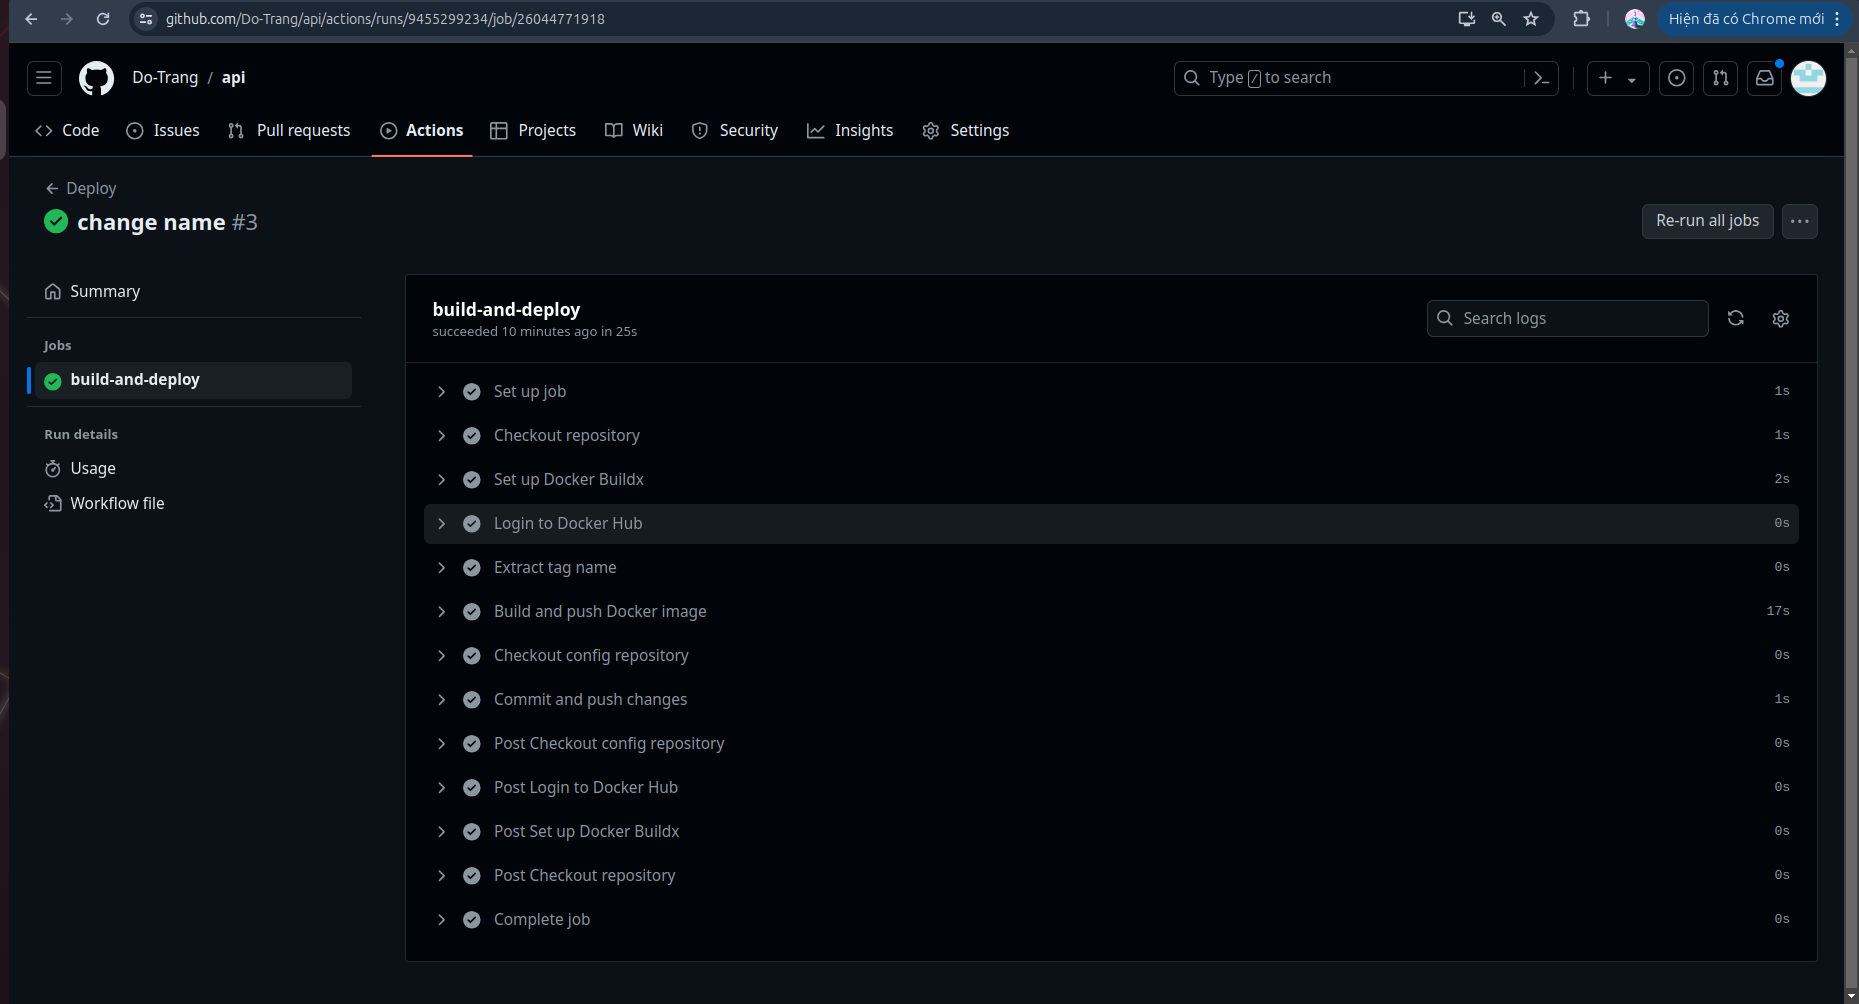 github.com/Do-Trang/api/actions/runs/9455299234/job/26044771918
Hiện đã có Chrome mới
Do-Trang / api
Type / to search
Code
Issues
Pull requests
Actions
Projects
Wiki
Security
Insights
Settings
Deploy
change name #3
Re-run all jobs
Summary
Jobs
build-and-deploy
Run details
Usage
Workflow file
build-and-deploy
succeeded 10 minutes ago in 25s
Search logs
Set up job 1s
Checkout repository 1s
Set up Docker Buildx 2s
Login to Docker Hub 0s
Extract tag name 0s
Build and push Docker image 17s
Checkout config repository 0s
Commit and push changes 1s
Post Checkout config repository 0s
Post Login to Docker Hub 0s
Post Set up Docker Buildx 0s
Post Checkout repository 0s
Complete job 0s